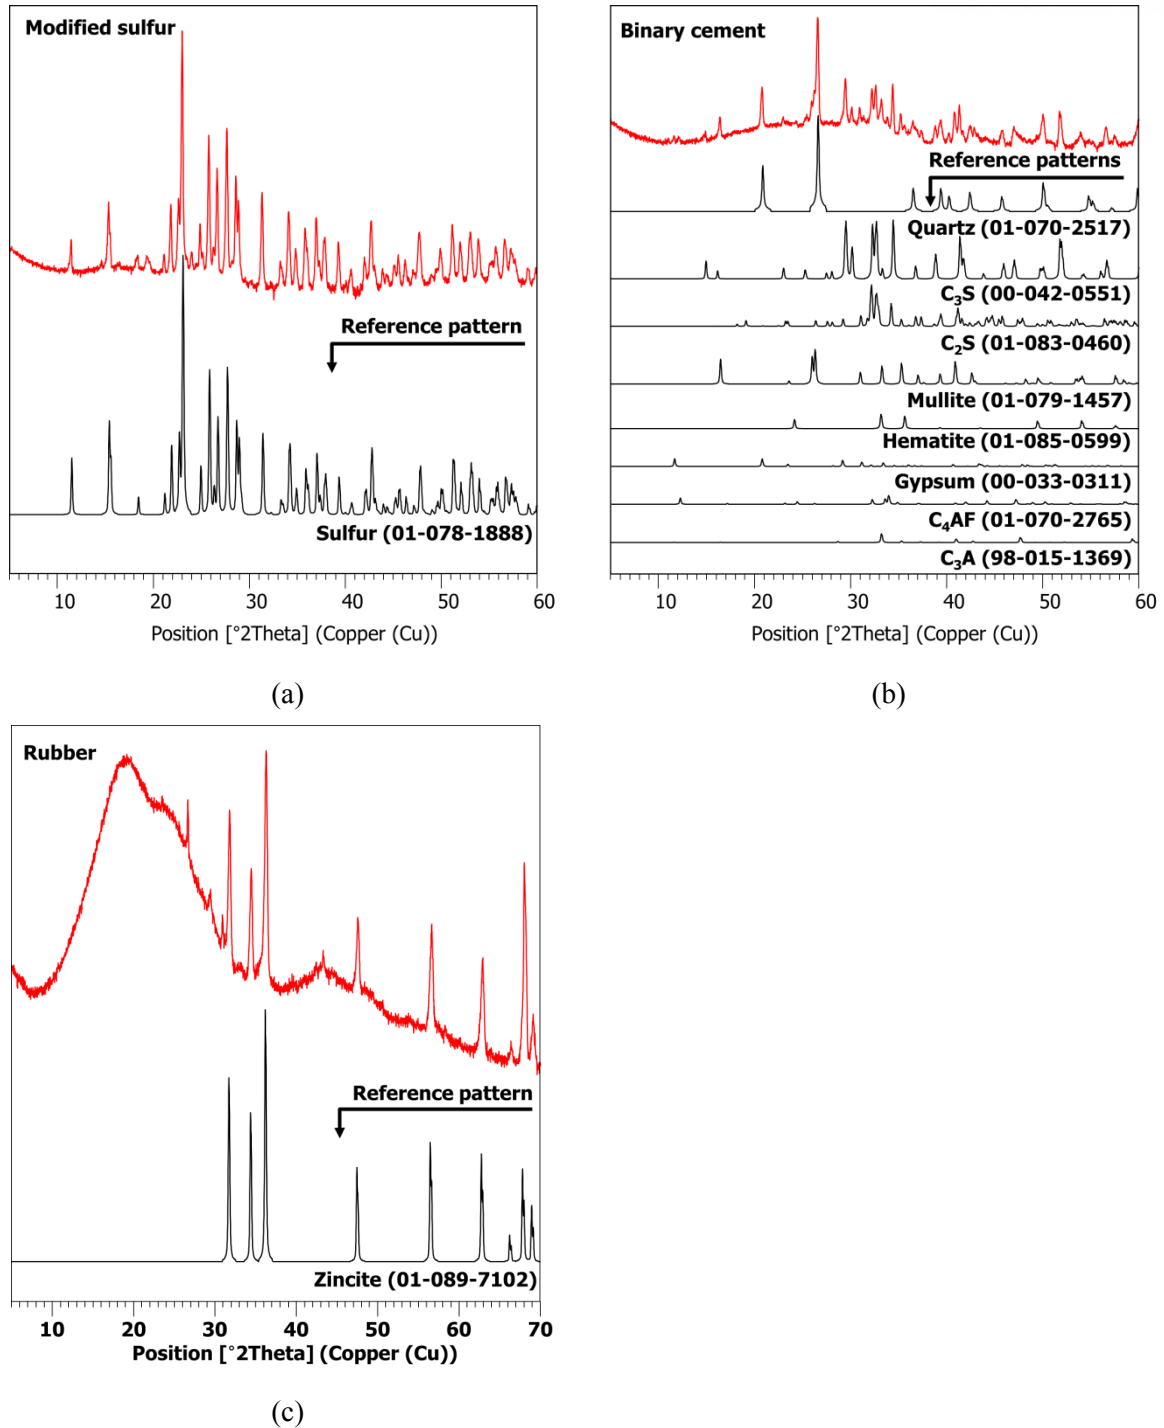 Modified sulfur
Reference pattern
Sulfur (01-078-1888)
10 20 30 40 50 60
Position [°2Theta] (Copper (Cu))
(a)
Binary cement
Reference patterns
Quartz (01-070-2517)
C₃S (00-042-0551)
C₂S (01-083-0460)
Mullite (01-079-1457)
Hematite (01-085-0599)
Gypsum (00-033-0311)
C₄AF (01-070-2765)
C₃A (98-015-1369)
10 20 30 40 50 60
Position [°2Theta] (Copper (Cu))
(b)
Rubber
Reference pattern
Zincite (01-089-7102)
10 20 30 40 50 60 70
Position [°2Theta] (Copper (Cu))
(c)